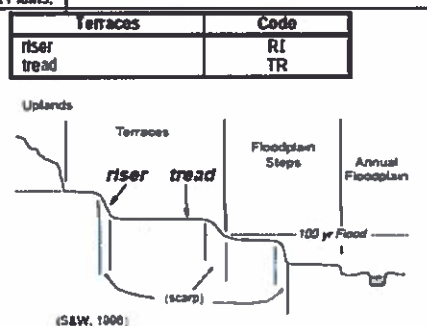 Terraces Code
riser RI
tread TR
Uplands
Terraces
Floodplain
Steps
Annual
Floodplain
riser tread
100 yr Flood
(scarp)
(S&W, 1996)